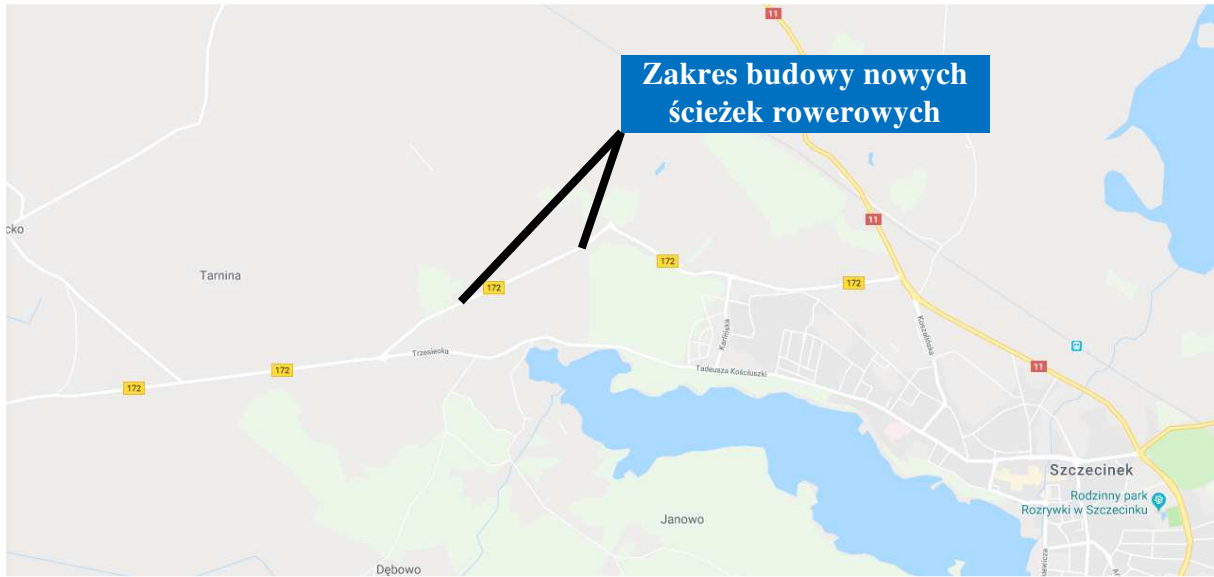 11
Zakres budowy nowych
ścieżek rowerowych
11
cko
Tarnina
172
172
172
Karlińska
Koszalińska
Trzesiecka
172
172
Tadeusza Kościuszki
11
Szczecinek
Rodzinny park
Rozrywki w Szczecinku
Janowo
Dębowo